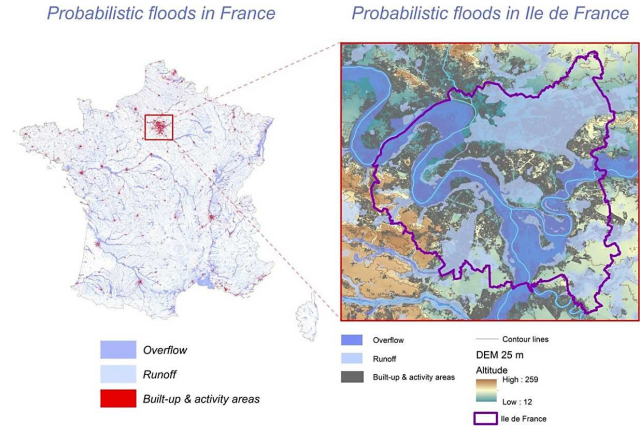 Probabilistic floods in France
Probabilistic floods in Ile de France
Overflow
Runoff
Built-up & activity areas
Overflow
Runoff
Built-up & activity areas
Contour lines
DEM 25 m
Altitude
High : 259
Low : 12
Ile de France